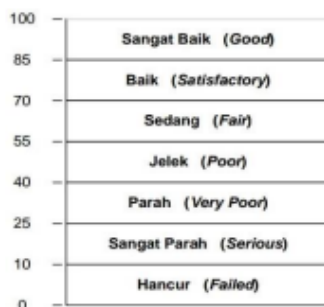 100
Sangat Baik (Good)
85
Baik (Satisfactory)
70
Sedang (Fair)
55
Jelek (Poor)
40
Parah (Very Poor)
25
Sangat Parah (Serious)
10
Hancur (Failed)
0